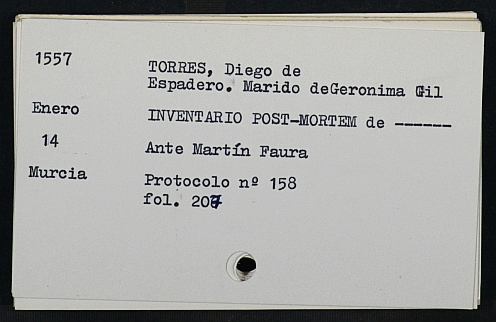 1557
TORRES, Diego de
Espadero. Marido deGeronima Gil
Enero
INVENTARIO POST-MORTEM de ------
14
Ante Martín Faura
Murcia
Protocolo nº 158
fol. 207